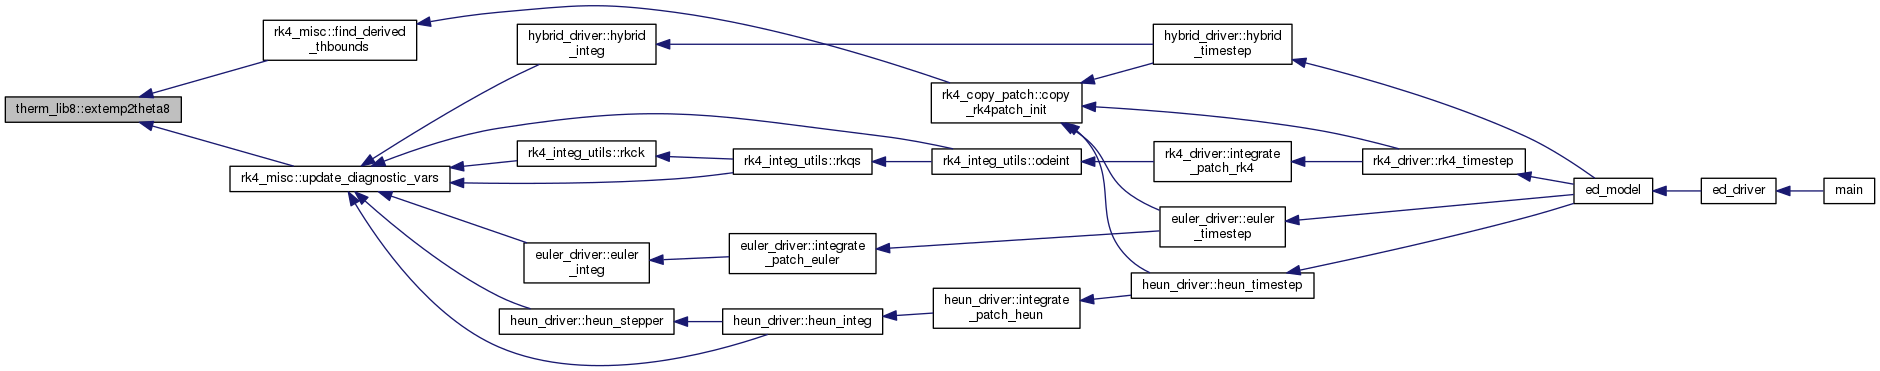 therm_lib8::extemp2theta8
rk4_misc::find_derived
_thbounds
rk4_misc::update_diagnostic_vars
hybrid_driver::hybrid
_integ
rk4_integ_utils::rkck
euler_driver::euler
_integ
heun_driver::heun_stepper
rk4_integ_utils::rkqs
euler_driver::integrate
_patch_euler
heun_driver::heun_integ
rk4_copy_patch::copy
_rk4patch_init
rk4_integ_utils::odeint
heun_driver::integrate
_patch_heun
hybrid_driver::hybrid
_timestep
rk4_driver::integrate
_patch_rk4
euler_driver::euler
_timestep
heun_driver::heun_timestep
rk4_driver::rk4_timestep
ed_model
ed_driver
main